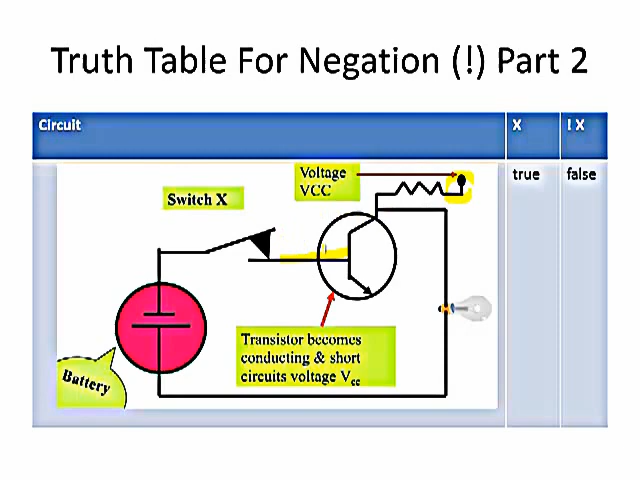 Truth Table For Negation (!) Part 2
Circuit X ! X
true false
Voltage
VCC
Switch X
Transistor becomes
conducting & short
circuits voltage Vcc
Battery